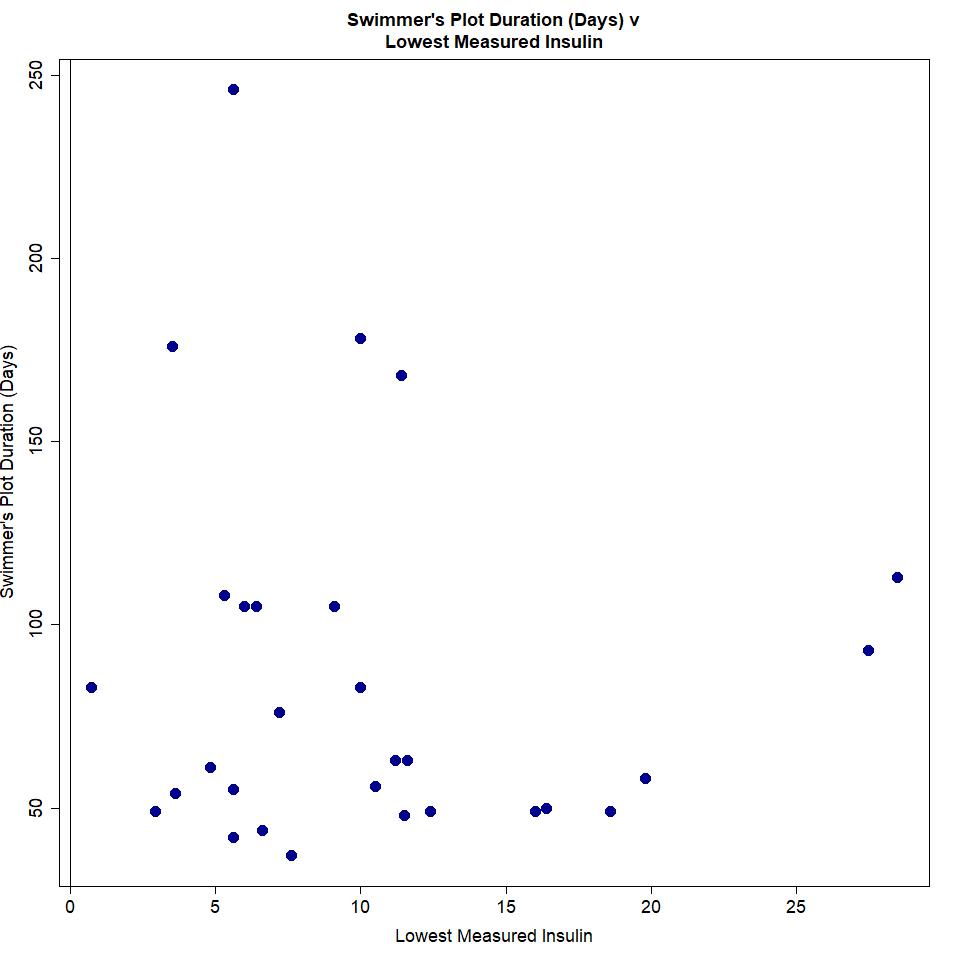 Swimmer's Plot Duration (Days) v
Lowest Measured Insulin
250
200
150
100
50
Swimmer's Plot Duration (Days)
0 5 10 15 20 25
Lowest Measured Insulin